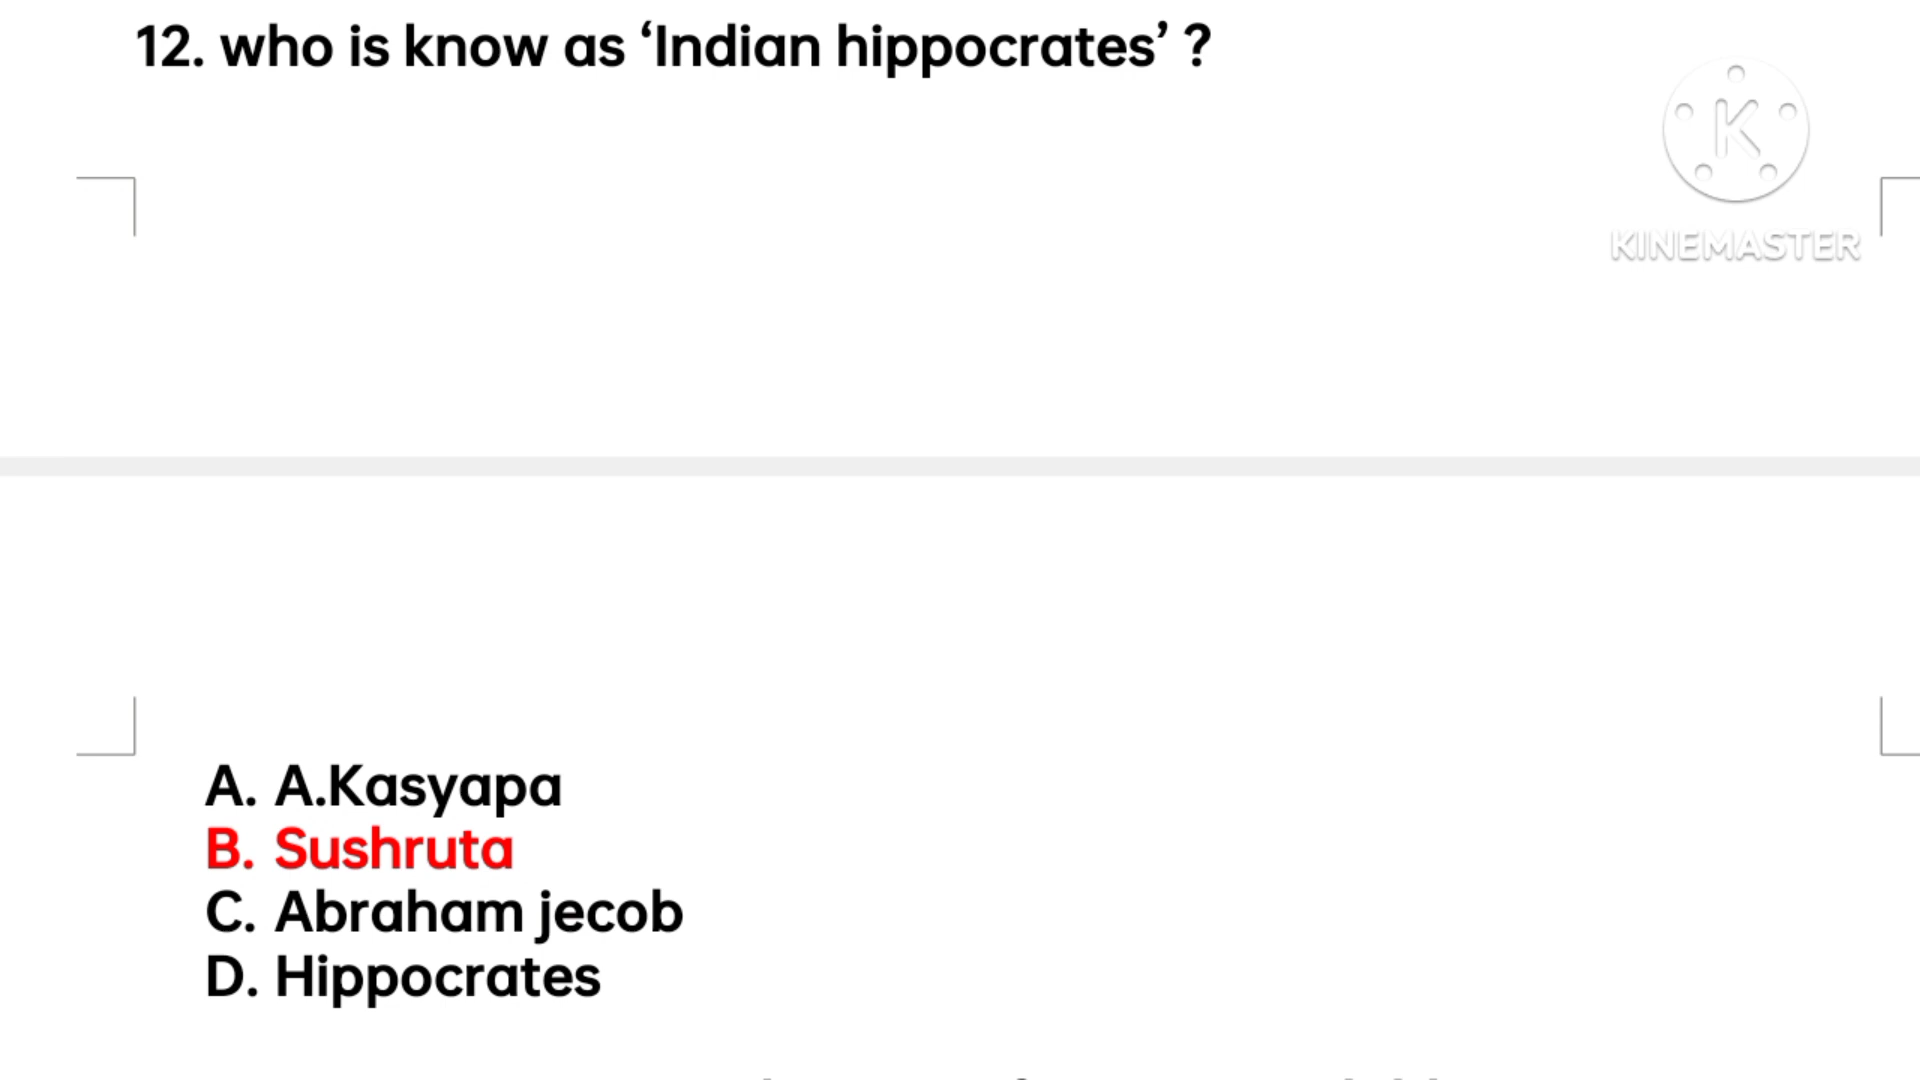 12. who is know as ‘Indian hippocrates’ ?
K
KINEMASTER
A. A.Kasyapa
B. Sushruta
C. Abraham jecob
D. Hippocrates